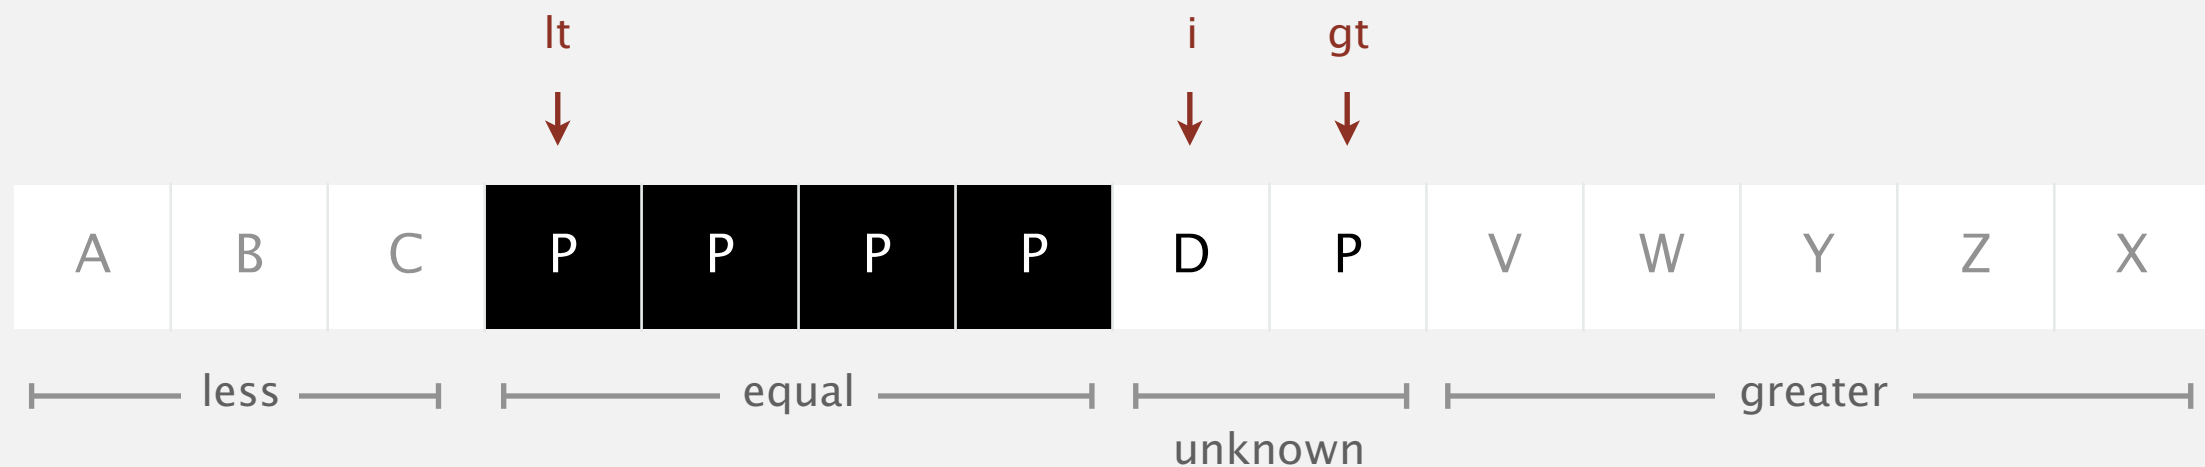 lt i gt
A B C P P P P D P V W Y Z X
less equal greater
unknown